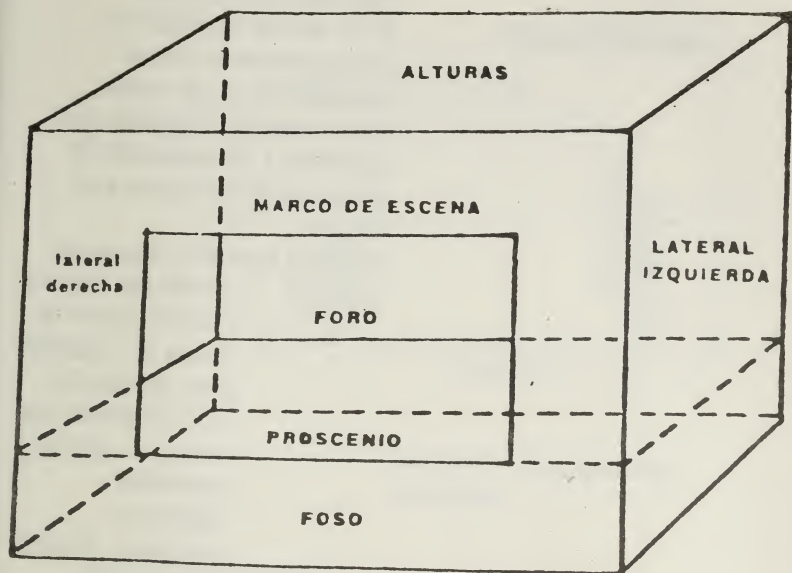 ALTURAS
MARCO DE ESCENA
lateral
derecha
LATERAL
IZQUIERDA
FORO
PROSCENIO
FOSO